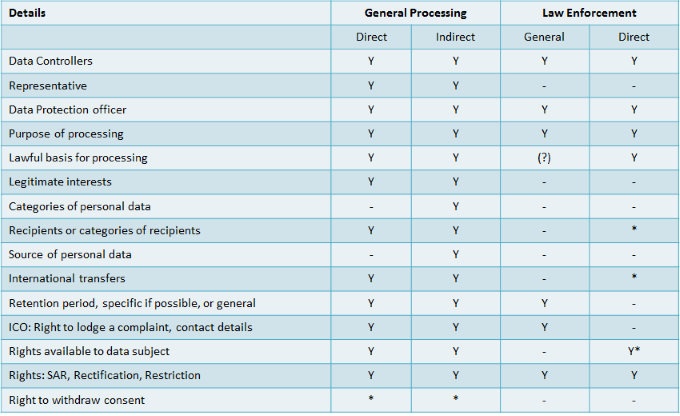 Details General Processing Law Enforcement
Direct Indirect General Direct
Data Controllers Y Y Y Y
Representative Y Y - -
Data Protection officer Y Y Y Y
Purpose of processing Y Y Y Y
Lawful basis for processing Y Y (?) Y
Legitimate interests Y Y - -
Categories of personal data - Y - -
Recipients or categories of recipients Y Y - *
Source of personal data - Y - -
International transfers Y Y - *
Retention period, specific if possible, or general Y Y Y -
ICO: Right to lodge a complaint, contact details Y Y Y -
Rights available to data subject Y Y - Y*
Rights: SAR, Rectification, Restriction Y Y Y Y
Right to withdraw consent * * - -